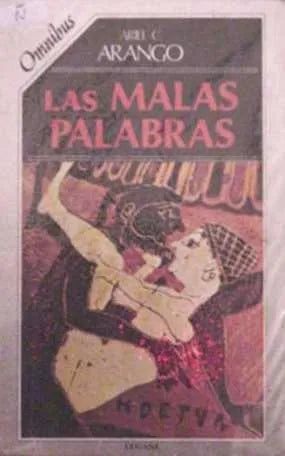 Omnibus
ARIEL C.
ARANGO
LAS MALAS
PALABRAS